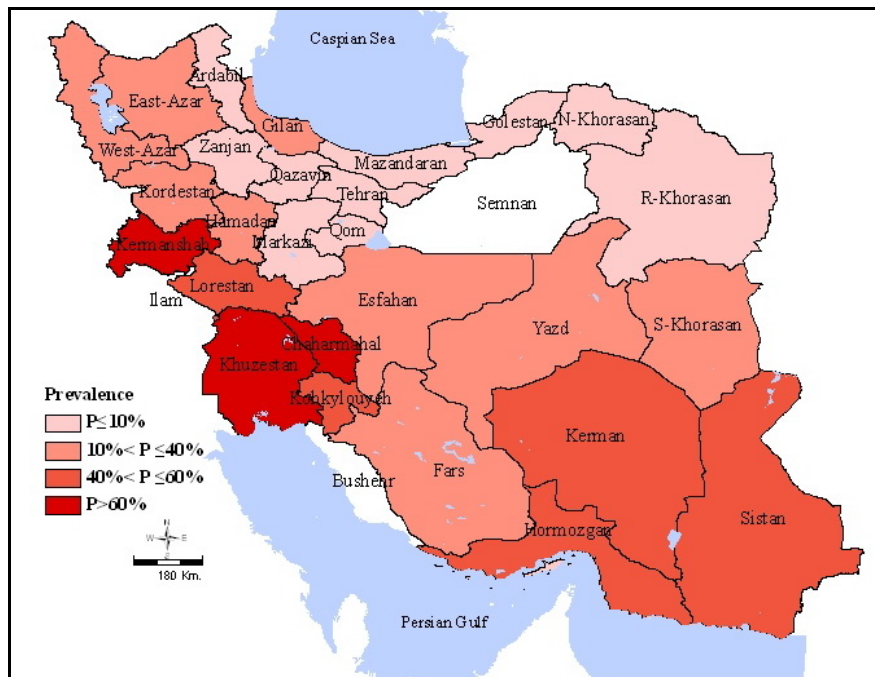 Caspian Sea
Ardabil
East-Azar
Gilan
Golestan
N-Khorasan
West-Azar
Zanjan
Mazandaran
Qazavin
Tehran
Kordestan
Semnan
R-Khorasan
Hamadan
Markazi
Qom
Kermanshah
Lorestan
Ilam
Esfahan
Yazd
S-Khorasan
Chaharmahal
Khuzestan
Kohkylouyeh
Kerman
Bushehr
Fars
Sistan
Hormozgan
Persian Gulf
Prevalence
P≤10%
10%< P ≤40%
40%< P ≤60%
P>60%
N
W E
S
180 Km.